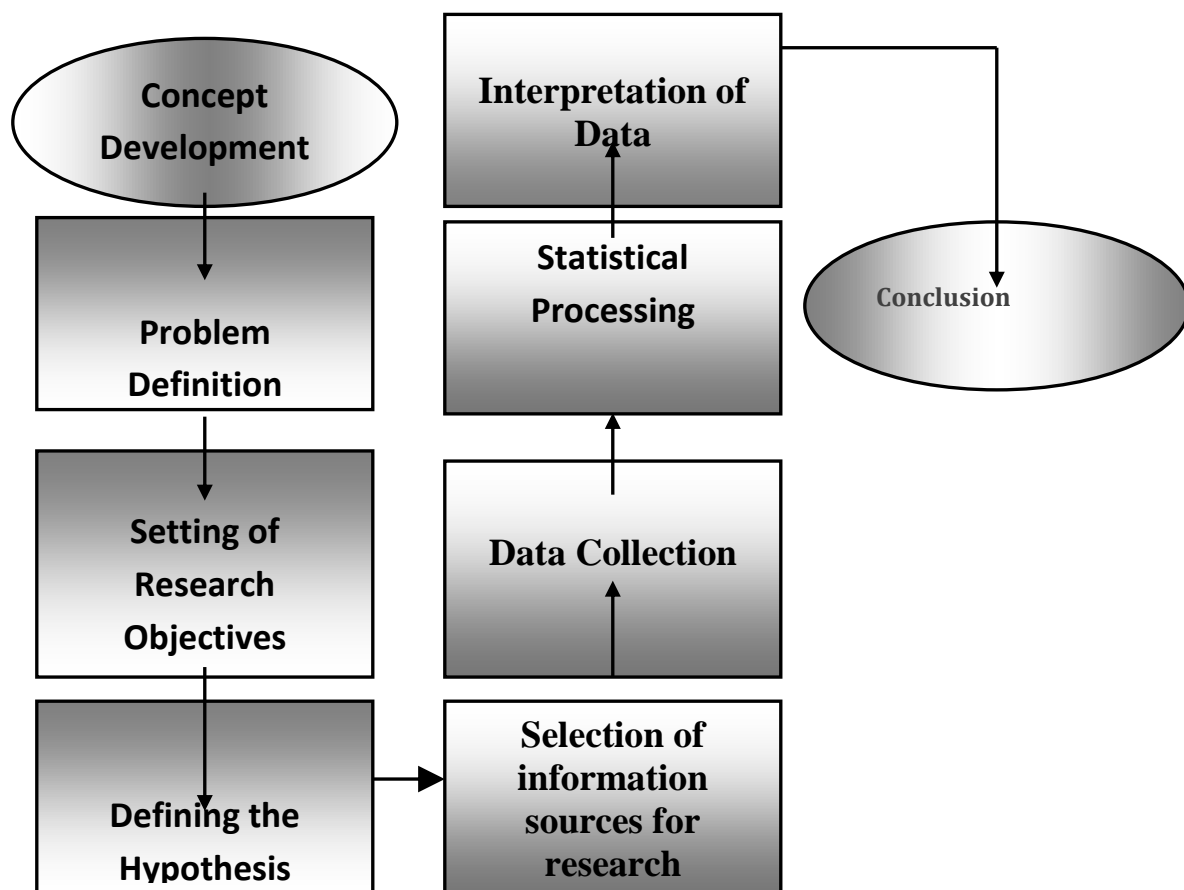 Concept
Development
Problem
Definition
Setting of
Research
Objectives
Defining the
Hypothesis
Selection of
information
sources for
research
Data Collection
Statistical
Processing
Interpretation of
Data
Conclusion